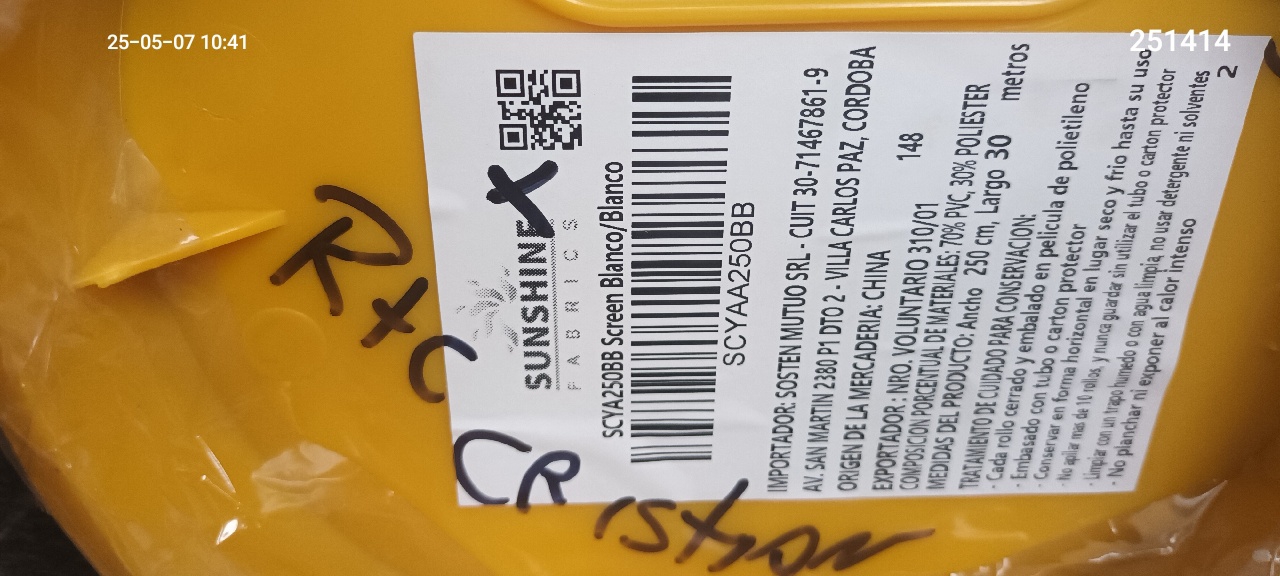 25-05-07 10:41
251414
R+C
CRistian
X
SUNSHINE
FABRICS
SCYA250BB Screen Blanco/Blanco
SCYAA250BB
IMPORTADOR: SOSTEN MUTUO SRL - CUIT 30-71467861-9
AV. SAN MARTIN 2380 P1 DTO 2 - VILLA CARLOS PAZ, CORDOBA
ORIGEN DE LA MERCADERIA: CHINA
EXPORTADOR : NRO. VOLUNTARIO 310/01 148
COMPOSICION PORCENTUAL DE MATERIALES: 70% PVC, 30% POLIESTER
MEDIDAS DEL PRODUCTO: Ancho 250 cm, Largo 30 metros
TRATAMIENTO DE CUIDADO PARA CONSERVACION:
- Cada rollo cerrado y embalado en pelicula de polietileno
- Embasado con tubo o carton protector
- Conservar en forma horizontal en lugar seco y frio hasta su uso
- No apilar mas de 10 rollos, y nunca guardar sin utilizar el tubo o carton protector
- Limpiar con un trapo humedo o con agua limpia, no usar detergente ni solventes
- No planchar ni exponer al calor intenso
2